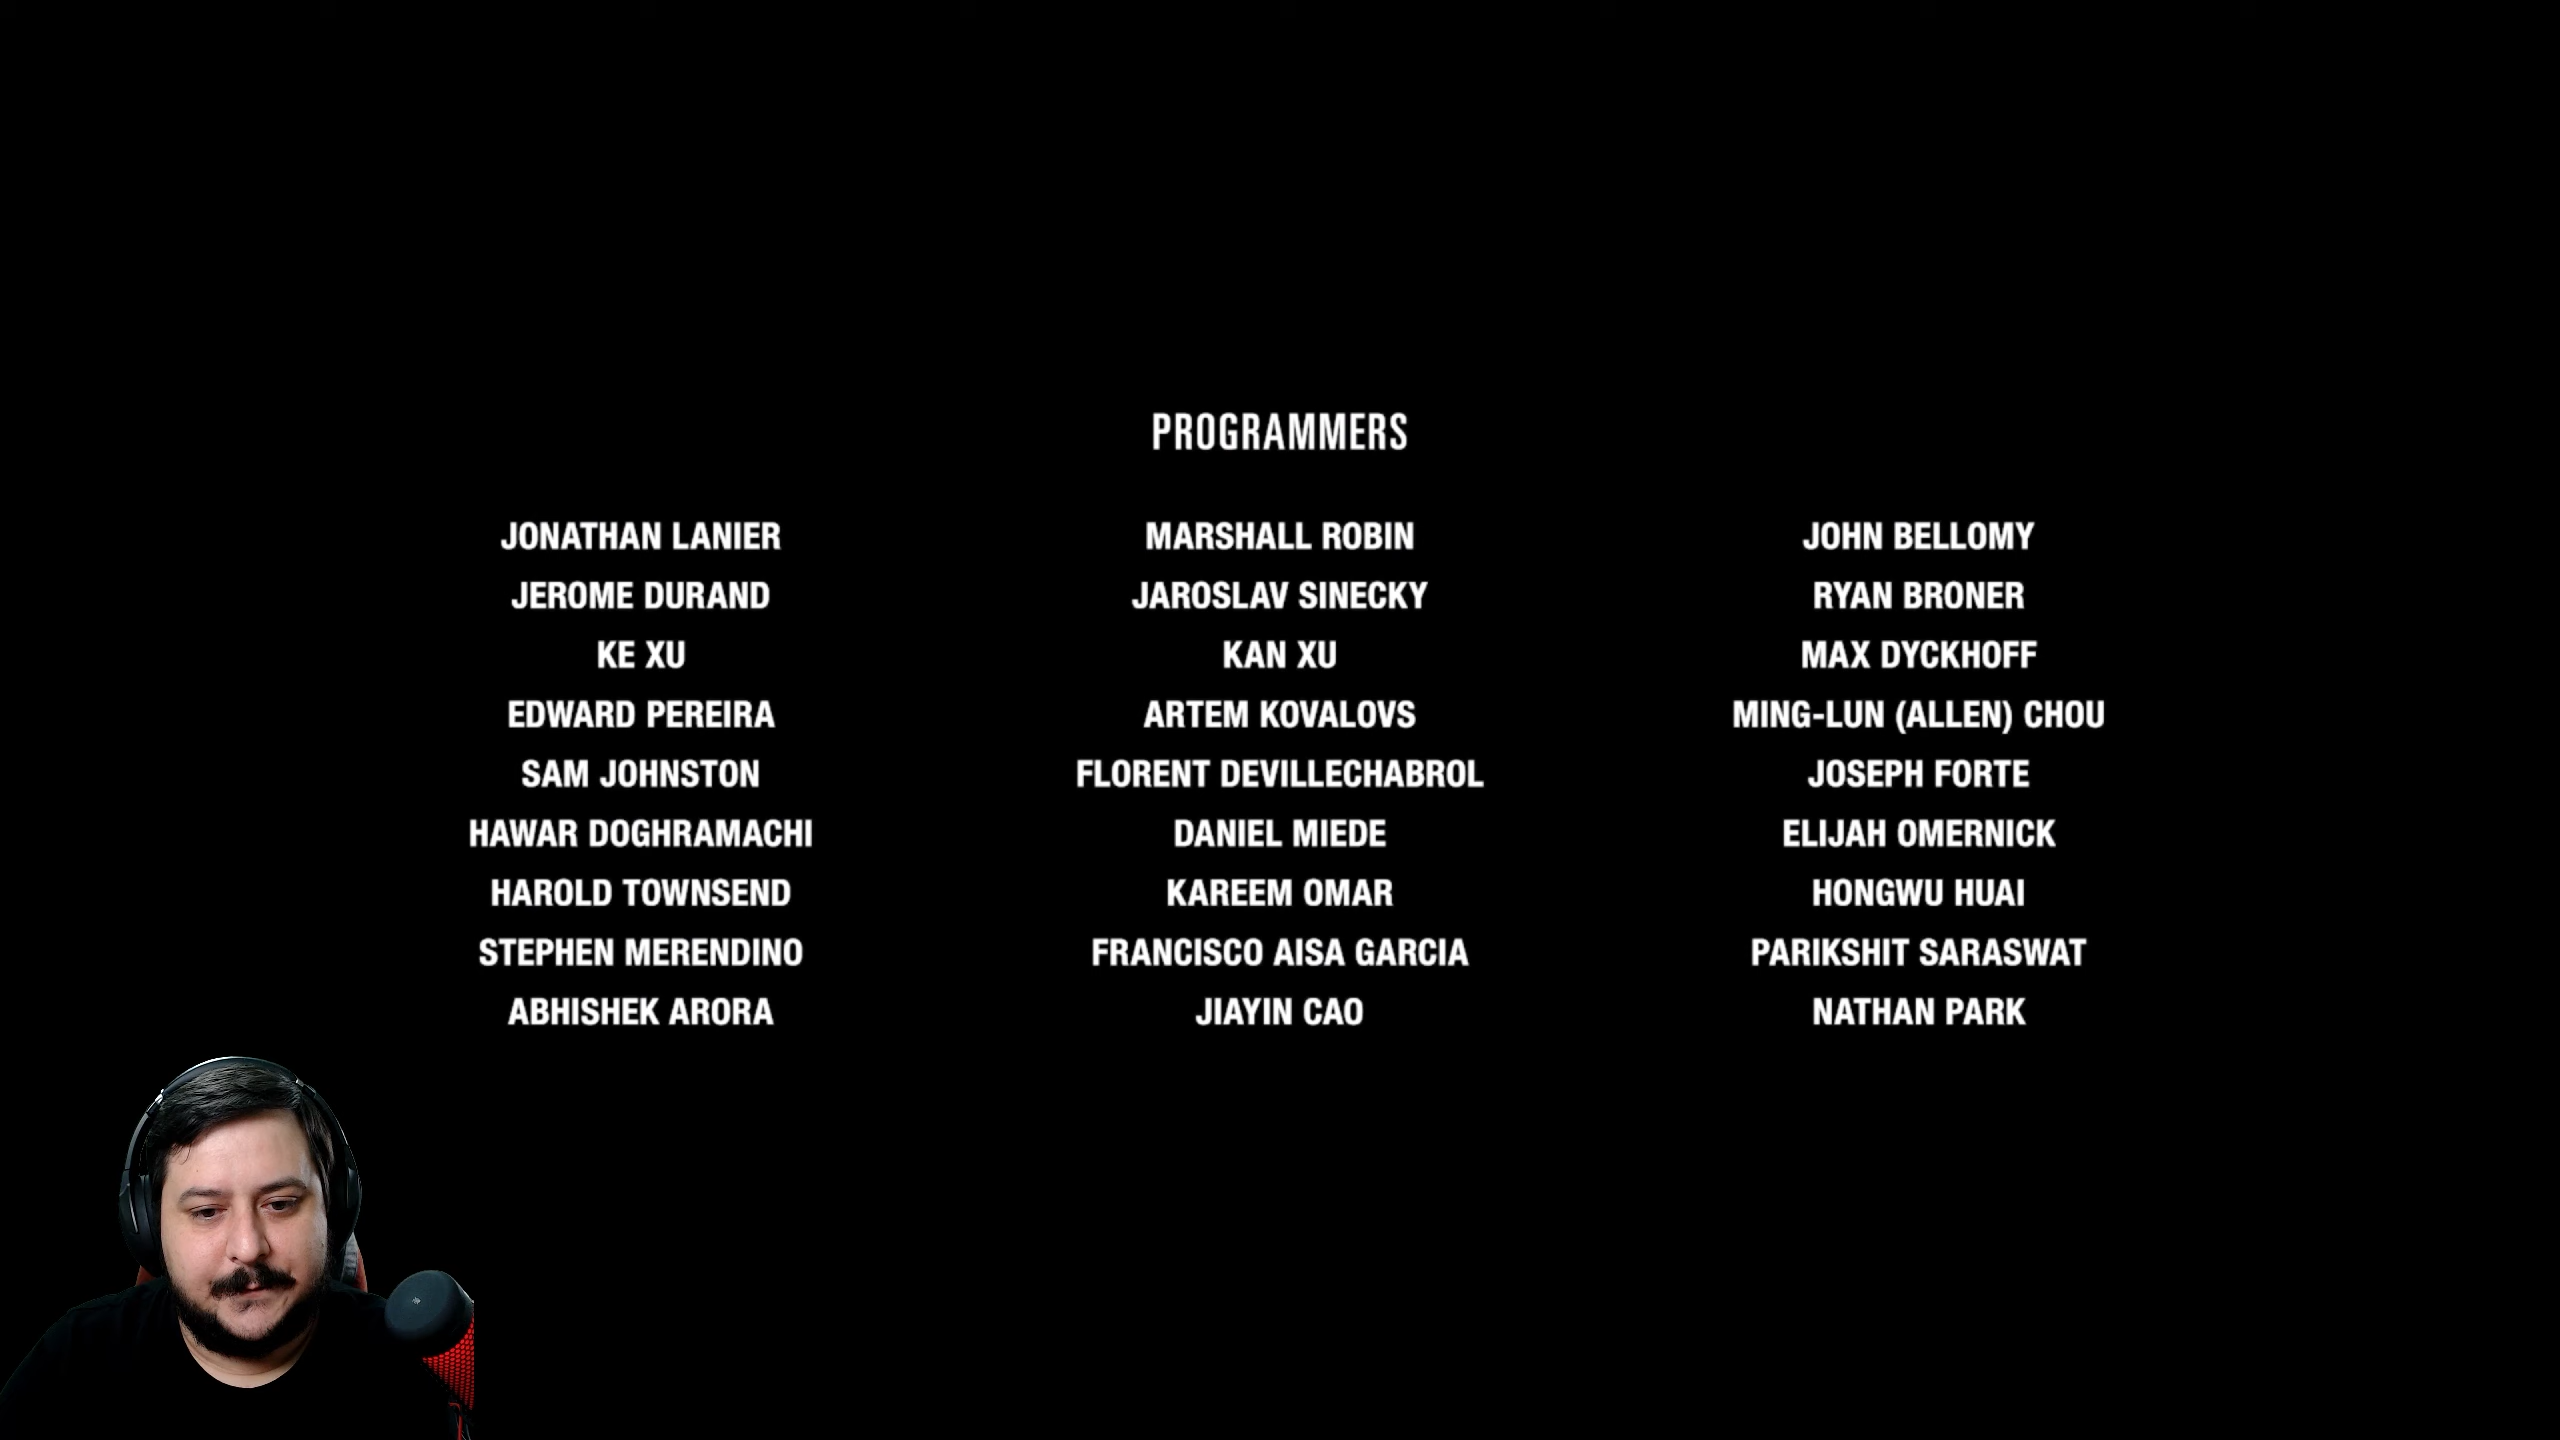 PROGRAMMERS
JONATHAN LANIER MARSHALL ROBIN JOHN BELLOMY
JEROME DURAND JAROSLAV SINECKY RYAN BRONER
KE XU KAN XU MAX DYCKHOFF
EDWARD PEREIRA ARTEM KOVALOVS MING-LUN (ALLEN) CHOU
SAM JOHNSTON FLORENT DEVILLECHABROL JOSEPH FORTE
HAWAR DOGHRAMACHI DANIEL MIEDE ELIJAH OMERNICK
HAROLD TOWNSEND KAREEM OMAR HONGWU HUAI
STEPHEN MERENDINO FRANCISCO AISA GARCIA PARIKSHIT SARASWAT
ABHISHEK ARORA JIAYIN CAO NATHAN PARK